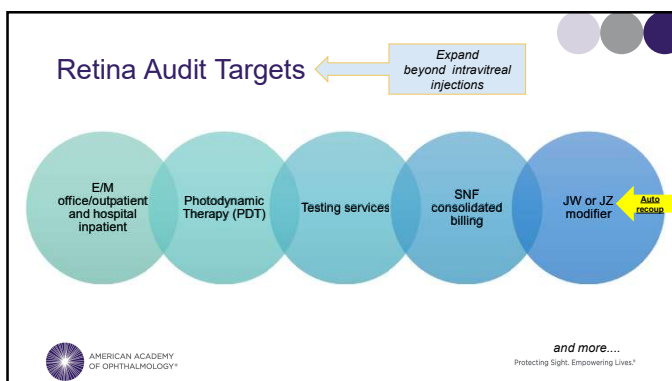 Retina Audit Targets
Expand
beyond intravitreal
injections
E/M
office/outpatient
and hospital
inpatient
Photodynamic
Therapy (PDT)
Testing services
SNF
consolidated
billing
JW or JZ
modifier
Auto
recoup
AMERICAN ACADEMY
OF OPHTHALMOLOGY®
and more....
Protecting Sight. Empowering Lives.®